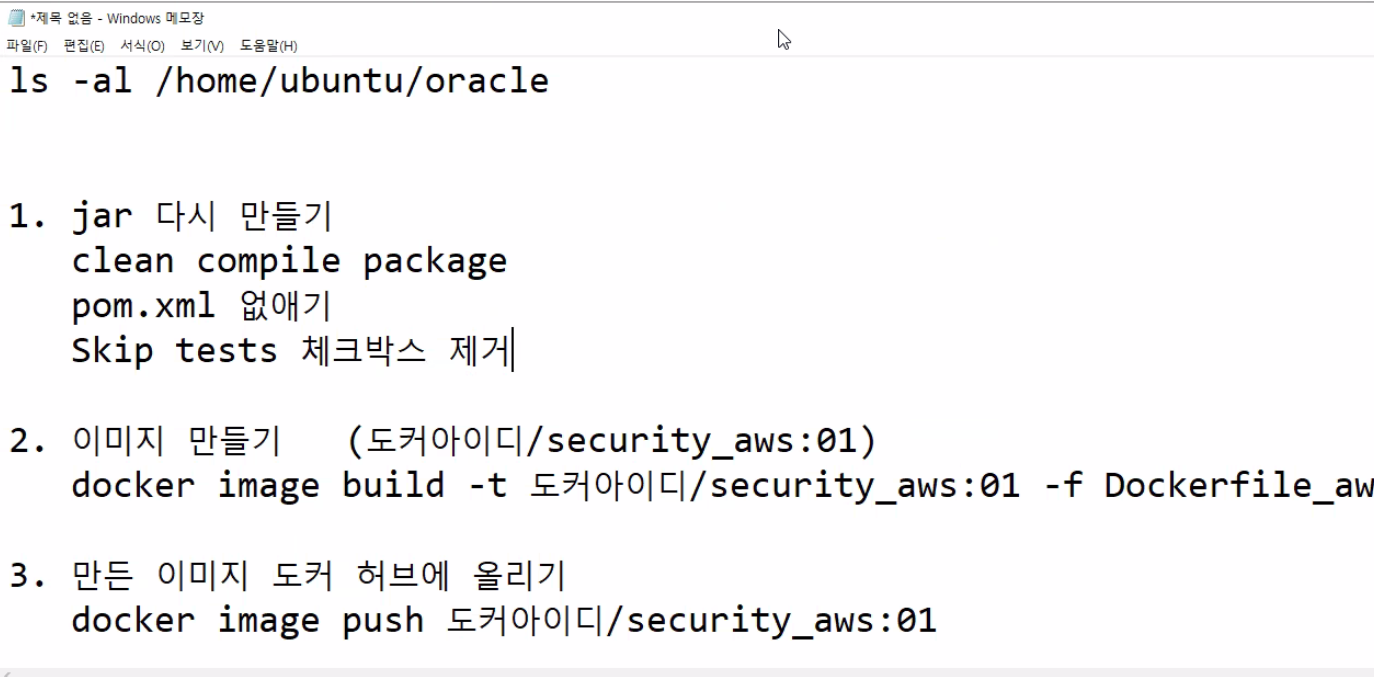 *제목 없음 - Windows 메모장
파일(F) 편집(E) 서식(O) 보기(V) 도움말(H)
ls -al /home/ubuntu/oracle
1. jar 다시 만들기
clean compile package
pom.xml 없애기
Skip tests 체크박스 제거
2. 이미지 만들기 (도커아이디/security_aws:01)
docker image build -t 도커아이디/security_aws:01 -f Dockerfile_aw
3. 만든 이미지 도커 허브에 올리기
docker image push 도커아이디/security_aws:01